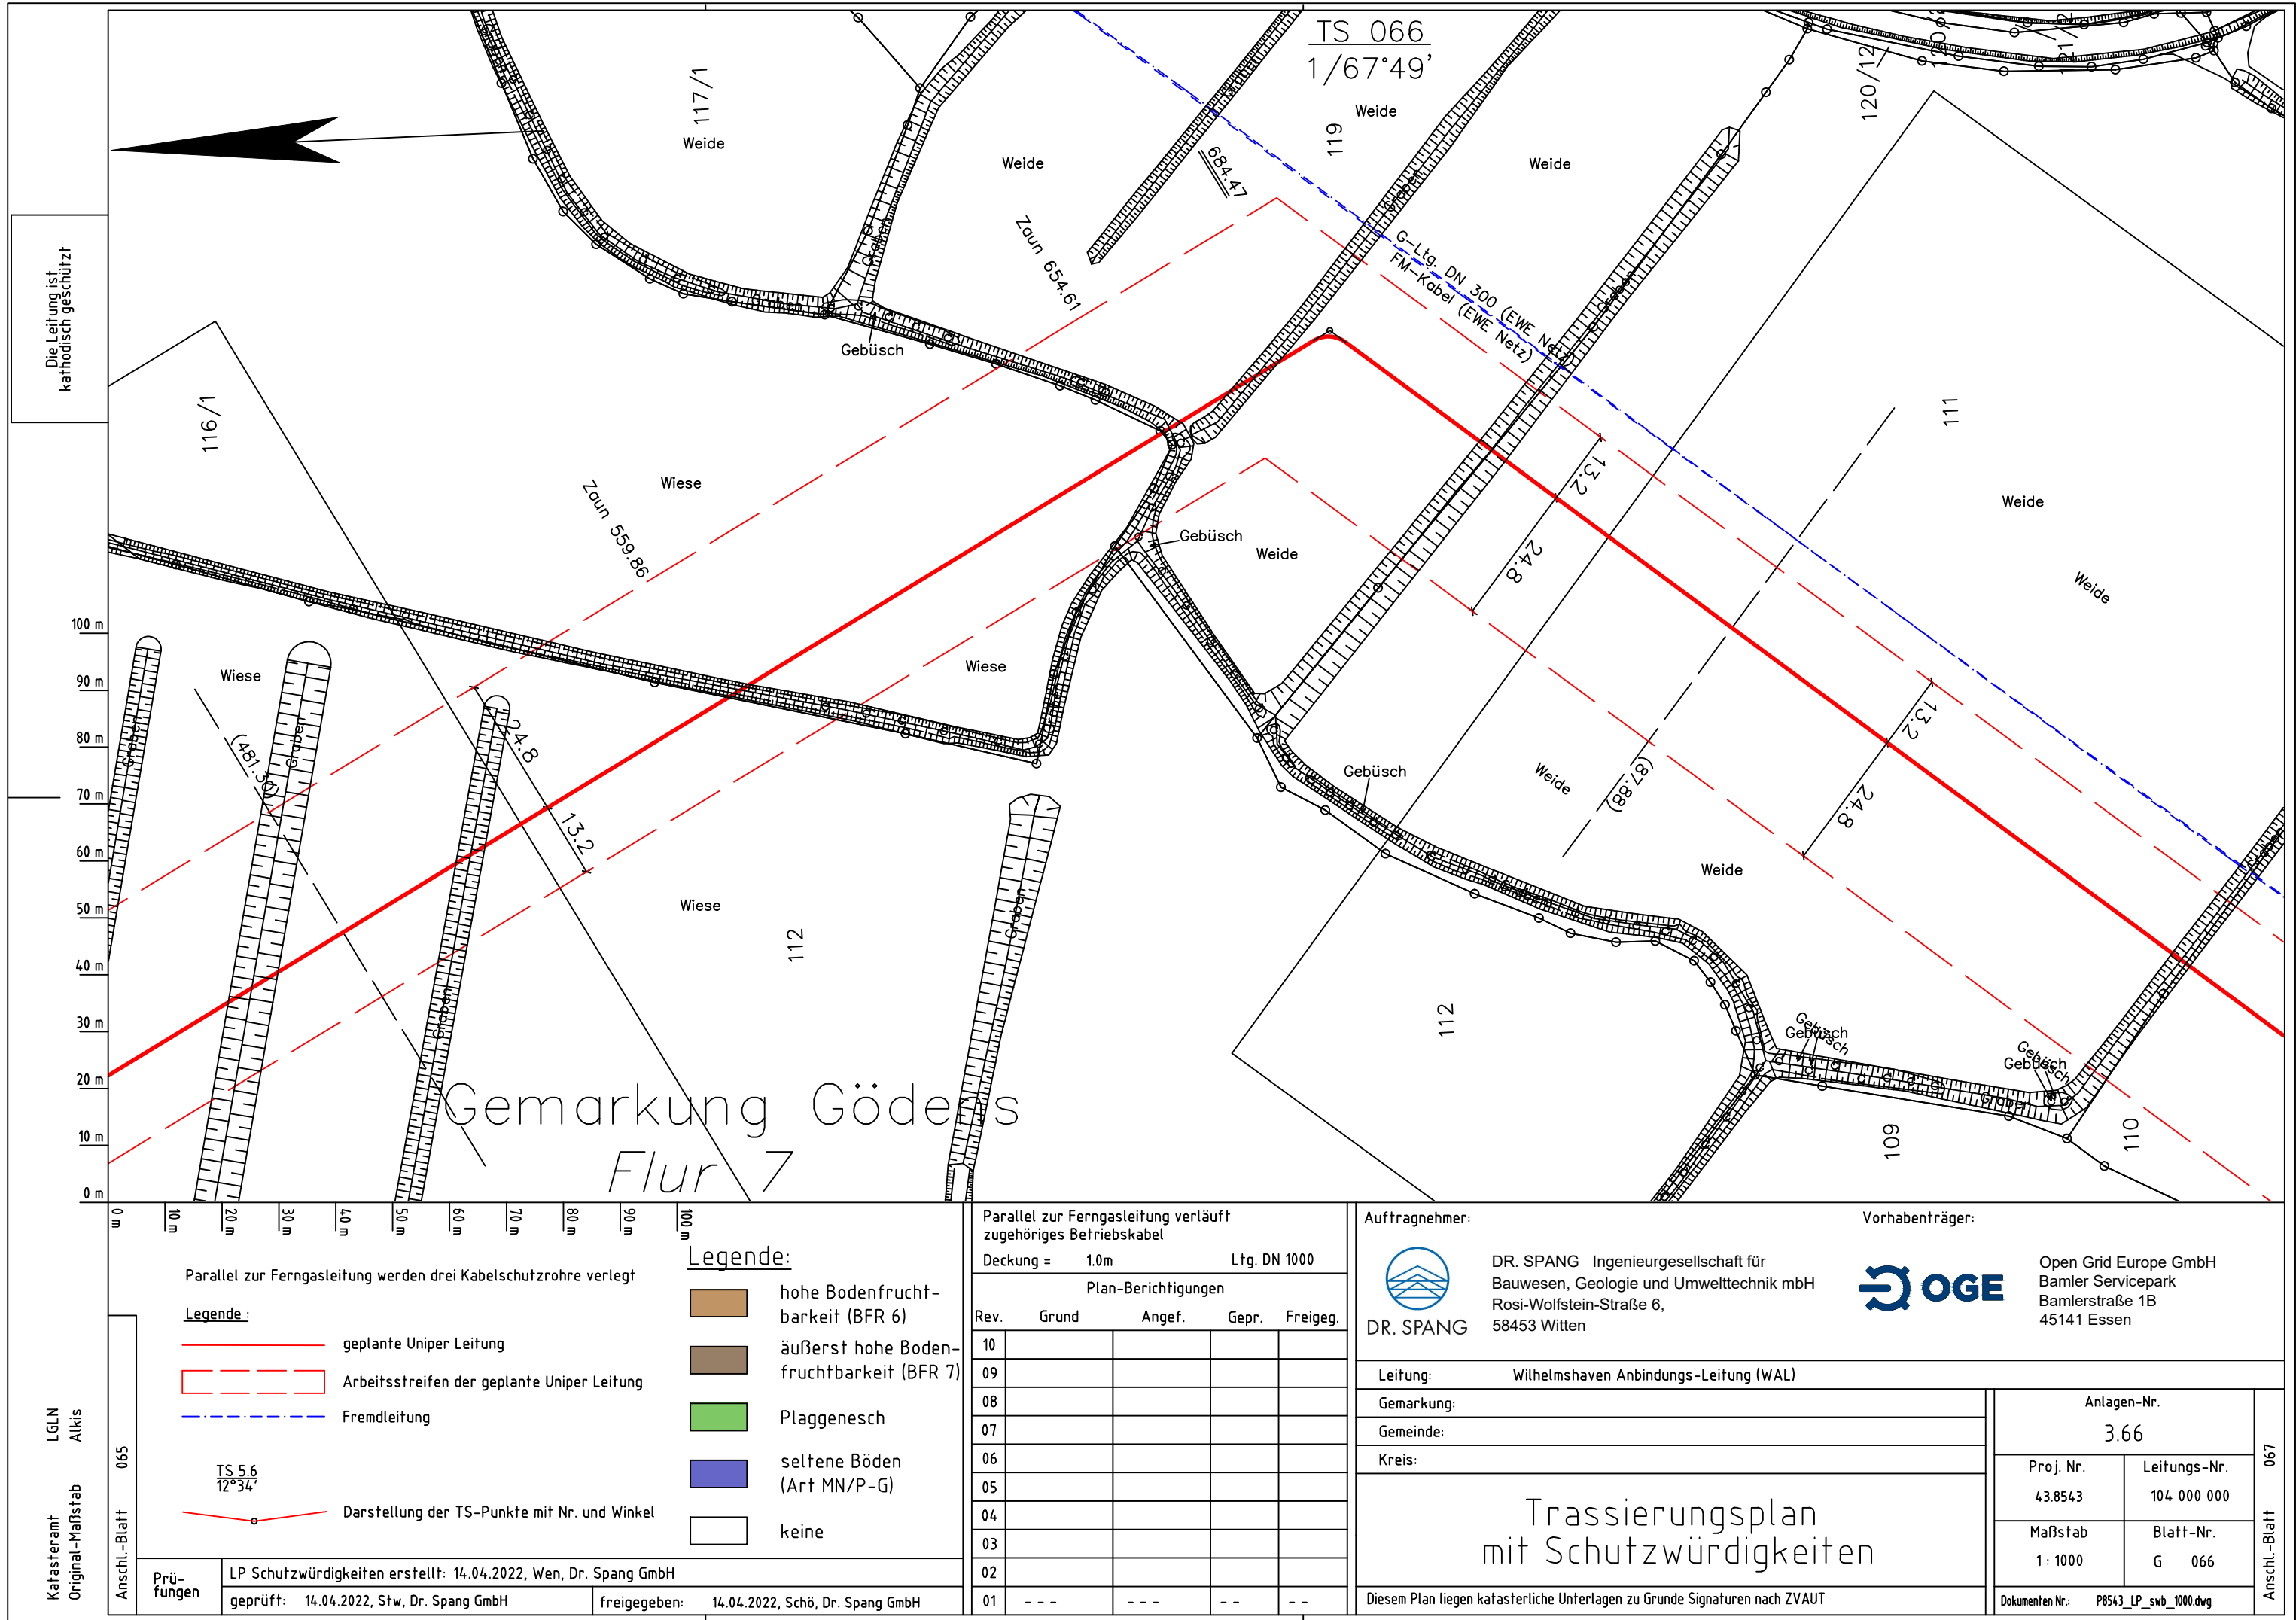 TS 066
1/67°49'
117/1
Weide
Weide
119
Weide
Weide
120/12
684.47
Zaun 654.61
Graben
Graben
Graben
Graben
Graben
Gebüsch
G-Ltg. DN 300 (EWE Netz)
FM-Kabel (EWE Netz)
Die Leitung ist
kathodisch geschützt
116/1
Wiese
Zaun 559.86
111
Weide
Weide
13.2
24.8
Gebüsch
Weide
Wiese
Wiese
100 m
90 m
80 m
70 m
60 m
50 m
40 m
30 m
20 m
10 m
0 m
Graben
(481.30)
Graben
24.8
13.2
Gebüsch
Weide
(87.88)
13.2
24.8
Weide
Wiese
112
Graben
Graben
112
Gebüsch
Gebüsch
Gebüsch
Gebüsch
Graben
109
110
Gemarkung Gödens
Flur 7
0 m
10 m
20 m
30 m
40 m
50 m
60 m
70 m
80 m
90 m
100 m
Parallel zur Ferngasleitung werden drei Kabelschutzrohre verlegt
Legende :
geplante Uniper Leitung
Arbeitsstreifen der geplante Uniper Leitung
Fremdleitung
TS 5.6
12°34'
Darstellung der TS-Punkte mit Nr. und Winkel
Legende:
hohe Bodenfrucht-
barkeit (BFR 6)
äußerst hohe Boden-
fruchtbarkeit (BFR 7)
Plaggenesch
seltene Böden
(Art MN/P-G)
keine
Katasteramt LGLN
Original-Maßstab Alkis
Anschl.-Blatt 065
Prü-
fungen
LP Schutzwürdigkeiten erstellt: 14.04.2022, Wen, Dr. Spang GmbH
geprüft: 14.04.2022, Stw, Dr. Spang GmbH
freigegeben: 14.04.2022, Schö, Dr. Spang GmbH
Parallel zur Ferngasleitung verläuft
zugehöriges Betriebskabel
Deckung = 1.0m Ltg. DN 1000
Plan-Berichtigungen
Rev. Grund Angef. Gepr. Freigeg.
10
09
08
07
06
05
04
03
02
01 --- --- -- --
Auftragnehmer:
DR. SPANG
DR. SPANG Ingenieurgesellschaft für
Bauwesen, Geologie und Umwelttechnik mbH
Rosi-Wolfstein-Straße 6,
58453 Witten
Vorhabenträger:
OGE
Open Grid Europe GmbH
Bamler Servicepark
Bamlerstraße 1B
45141 Essen
Leitung: Wilhelmshaven Anbindungs-Leitung (WAL)
Gemarkung:
Gemeinde:
Kreis:
Trassierungsplan
mit Schutzwürdigkeiten
Diesem Plan liegen katasterliche Unterlagen zu Grunde Signaturen nach ZVAUT
Anlagen-Nr.
3.66
Proj. Nr.
43.8543
Leitungs-Nr.
104 000 000
Maßstab
1 : 1000
Blatt-Nr.
G 066
Dokumenten Nr.: P8543_LP_swb_1000.dwg
Anschl.-Blatt 067